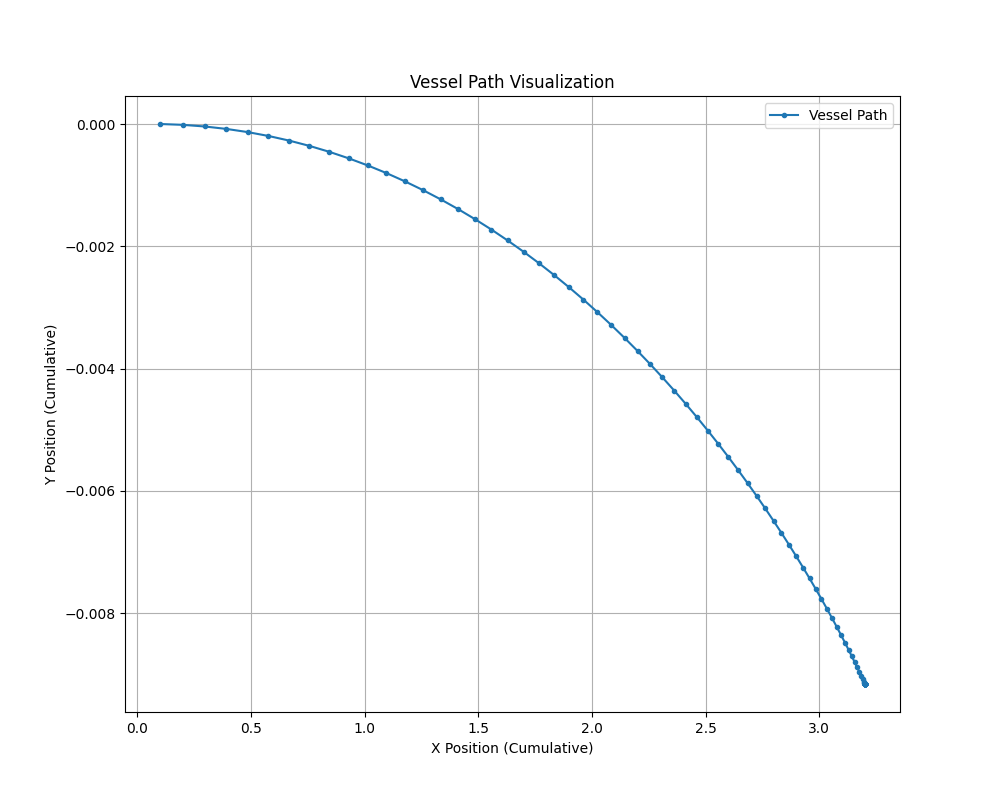 Vessel Path Visualization
Vessel Path
0.000
−0.002
−0.004
−0.006
−0.008
Y Position (Cumulative)
0.0 0.5 1.0 1.5 2.0 2.5 3.0
X Position (Cumulative)